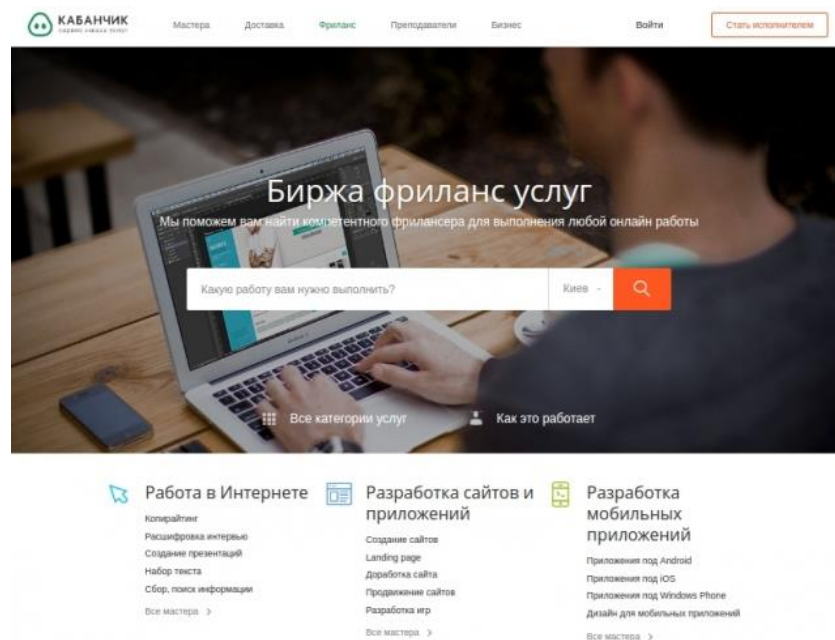 КАБАНЧИК
сервис заказа услуг
Мастера
Доставка
Фриланс
Преподаватели
Бизнес
Войти
Стать исполнителем
Биржа фриланс услуг
Мы поможем вам найти компетентного фрилансера для выполнения любой онлайн работы
Какую работу вам нужно выполнить?
Киев
Все категории услуг
Как это работает
Работа в Интернете
Копирайтинг
Расшифровка интервью
Создание презентаций
Набор текста
Сбор, поиск информации
Все мастера
Разработка сайтов и
приложений
Создание сайтов
Landing page
Доработка сайта
Продвижение сайтов
Разработка игр
Все мастера
Разработка
мобильных
приложений
Приложения под Android
Приложения под iOS
Приложения под Windows Phone
Дизайн для мобильных приложений
Все мастера